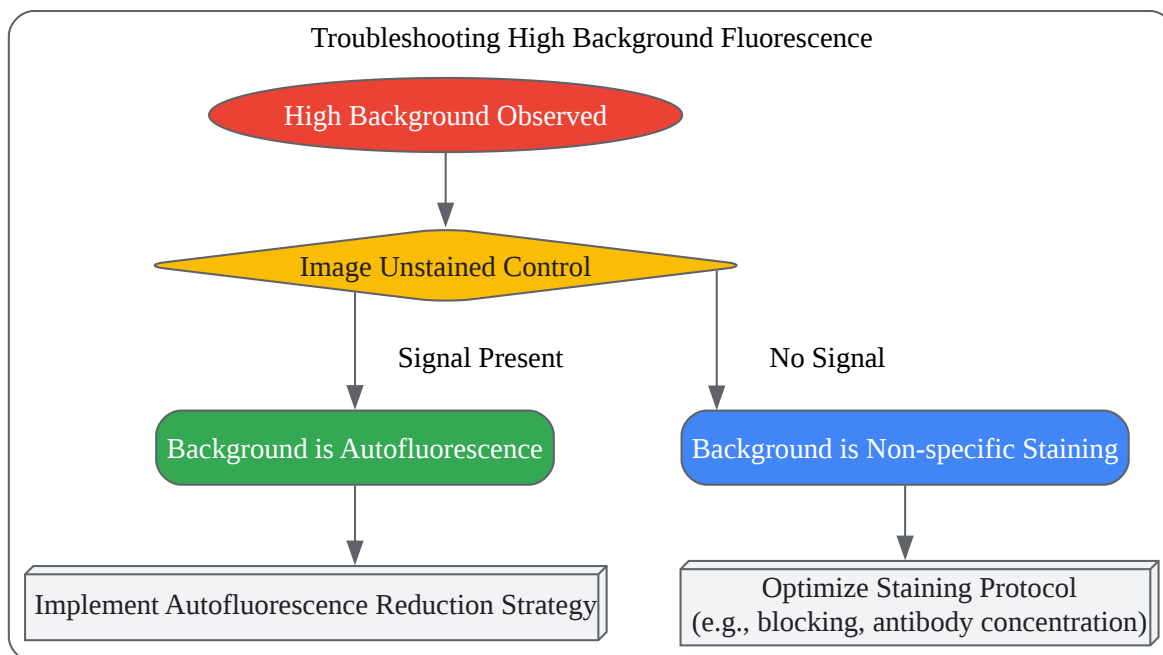 Troubleshooting High Background Fluorescence
High Background Observed
Image Unstained Control
Signal Present
No Signal
Background is Autofluorescence
Background is Non-specific Staining
Implement Autofluorescence Reduction Strategy
Optimize Staining Protocol
(e.g., blocking, antibody concentration)